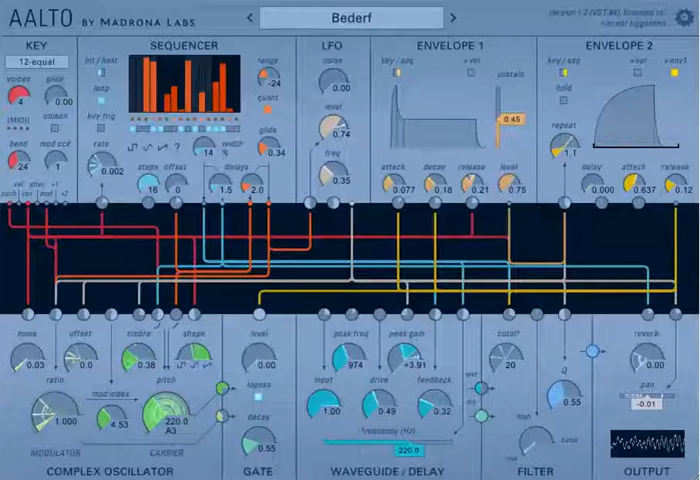 AALTO BY MADRONA LABS
Bederf
KEY
SEQUENCER
LFO
ENVELOPE 1
ENVELOPE 2
12-equal
voices
glide
4
0.00
(MIDI)
unison
bend
mod cc#
24
1
int / host
loop
key trig
rate
0.002
range
-24
quant
glide
0.34
steps
offset
16
0
14
width
delays
1.5
2.0
noise
0.00
level
0.74
freq
0.35
key / seq
sustain
0.45
attack
decay
release
level
0.077
0.18
0.21
0.75
key / seq
hold
repeat
1.1
delay
attack
release
0.000
0.637
0.12
offset
timbre
shape
0.03
0.0
0.38
ratio
1.000
mod index
4.53
pitch
220.0
A3
MODULATOR
CARRIER
COMPLEX OSCILLATOR
level
0.00
lopass
decay
0.55
GATE
peak freq
peak gain
974
+3.91
input
drive
feedback
1.00
0.49
0.32
frequency (Hz)
220.0
WAVEGUIDE / DELAY
cutoff
20
Q
0.55
high
band
FILTER
reverb
0.00
pan
-0.01
OUTPUT